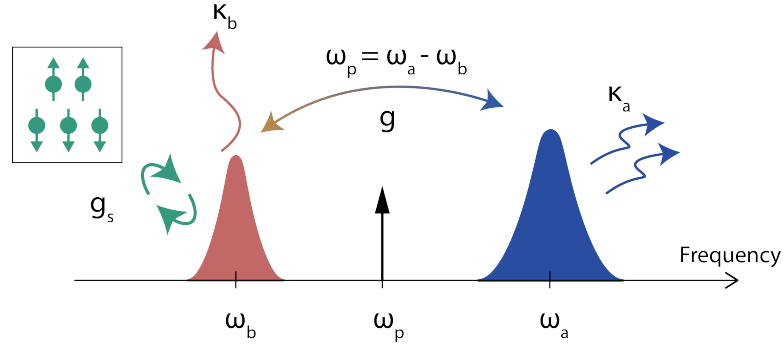 κ_b
ω_p = ω_a - ω_b
κ_a
g
g_s
Frequency
ω_b
ω_p
ω_a